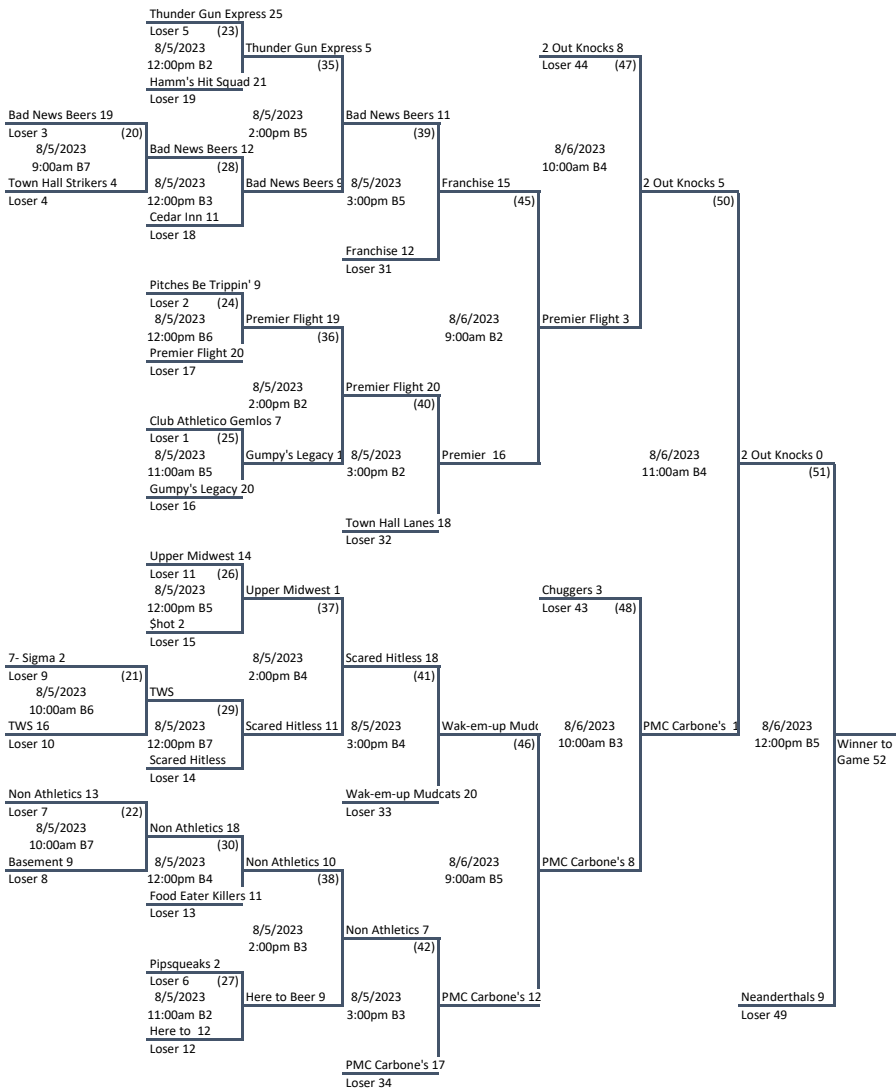 Thunder Gun Express 25
Loser 5 (23)
8/5/2023
12:00pm B2
Hamm's Hit Squad 21
Loser 19
Thunder Gun Express 5
(35)
2 Out Knocks 8
Loser 44 (47)
Bad News Beers 19
Loser 3 (20)
8/5/2023
9:00am B7
Town Hall Strikers 4
Loser 4
8/5/2023
2:00pm B5
Bad News Beers 11
(39)
Bad News Beers 12
(28)
8/5/2023
12:00pm B3
Cedar Inn 11
Loser 18
Bad News Beers 9
8/5/2023
3:00pm B5
Franchise 15
(45)
8/6/2023
10:00am B4
2 Out Knocks 5
(50)
Franchise 12
Loser 31
Pitches Be Trippin' 9
Loser 2 (24)
8/5/2023
12:00pm B6
Premier Flight 20
Loser 17
Premier Flight 19
(36)
8/6/2023
9:00am B2
Premier Flight 3
8/5/2023
2:00pm B2
Premier Flight 20
(40)
Club Athletico Gemlos 7
Loser 1 (25)
8/5/2023
11:00am B5
Gumpy's Legacy 20
Loser 16
Gumpy's Legacy 1
8/5/2023
3:00pm B2
Premier 16
8/6/2023
11:00am B4
2 Out Knocks 0
(51)
Town Hall Lanes 18
Loser 32
Upper Midwest 14
Loser 11 (26)
8/5/2023
12:00pm B5
$hot 2
Loser 15
Upper Midwest 1
(37)
Chuggers 3
Loser 43 (48)
7- Sigma 2
Loser 9 (21)
8/5/2023
10:00am B6
TWS 16
Loser 10
8/5/2023
2:00pm B4
Scared Hitless 18
(41)
TWS
(29)
8/5/2023
12:00pm B7
Scared Hitless
Loser 14
Scared Hitless 11
8/5/2023
3:00pm B4
Wak-em-up Mudc
(46)
8/6/2023
10:00am B3
PMC Carbone's 1
8/6/2023
12:00pm B5
Winner to
Game 52
Wak-em-up Mudcats 20
Loser 33
Non Athletics 13
Loser 7 (22)
8/5/2023
10:00am B7
Basement 9
Loser 8
Non Athletics 18
(30)
8/5/2023
12:00pm B4
Food Eater Killers 11
Loser 13
Non Athletics 10
(38)
8/6/2023
9:00am B5
PMC Carbone's 8
8/5/2023
2:00pm B3
Non Athletics 7
(42)
Pipsqueaks 2
Loser 6 (27)
8/5/2023
11:00am B2
Here to 12
Loser 12
Here to Beer 9
8/5/2023
3:00pm B3
PMC Carbone's 12
Neanderthals 9
Loser 49
PMC Carbone's 17
Loser 34